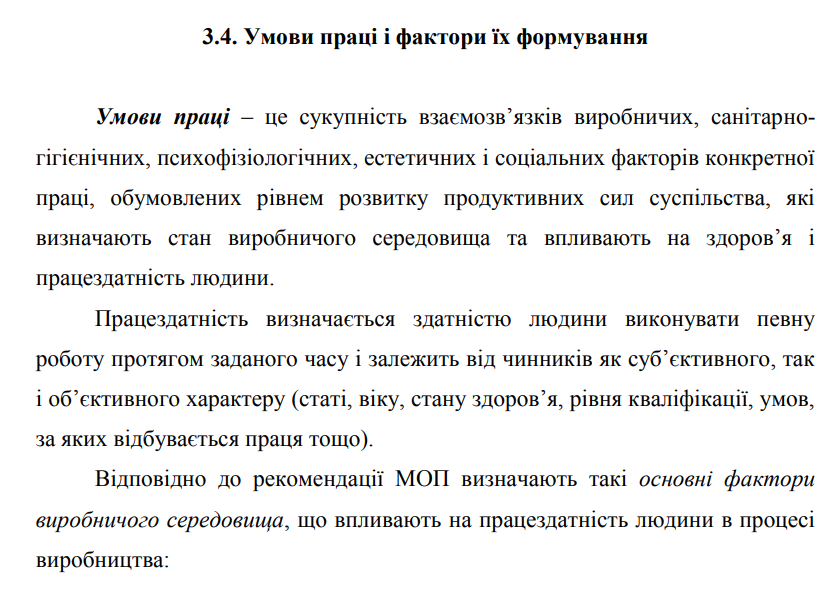 3.4. Умови праці і фактори їх формування
Умови праці – це сукупність взаємозв’язків виробничих, санітарно-
гігієнічних, психофізіологічних, естетичних і соціальних факторів конкретної
праці, обумовлених рівнем розвитку продуктивних сил суспільства, які
визначають стан виробничого середовища та впливають на здоров’я і
працездатність людини.
Працездатність визначається здатністю людини виконувати певну
роботу протягом заданого часу і залежить від чинників як суб’єктивного, так
і об’єктивного характеру (статі, віку, стану здоров’я, рівня кваліфікації, умов,
за яких відбувається праця тощо).
Відповідно до рекомендації МОП визначають такі основні фактори
виробничого середовища, що впливають на працездатність людини в процесі
виробництва: